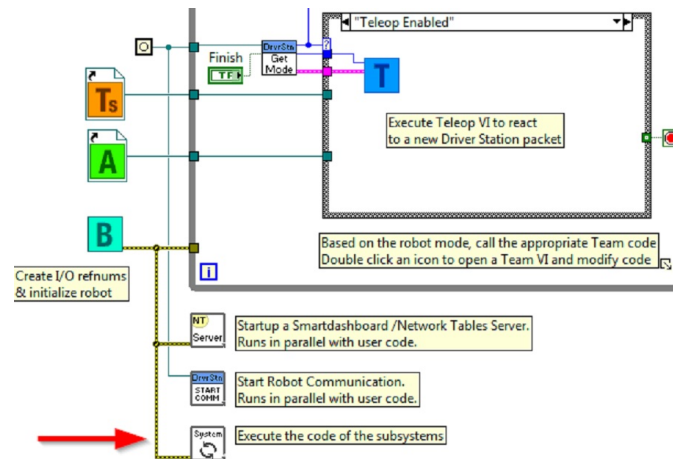 "Teleop Enabled"
Finish
TF
DrvrStn
Get
Mode
?
T
Ts
A
B
Execute Teleop VI to react
to a new Driver Station packet
Based on the robot mode, call the appropriate Team code
Double click an icon to open a Team VI and modify code
i
Create I/O refnums
& initialize robot
NT
Server
Startup a Smartdashboard /Network Tables Server.
Runs in parallel with user code.
DrvrStn
START
COMM
Start Robot Communication.
Runs in parallel with user code.
System
Execute the code of the subsystems